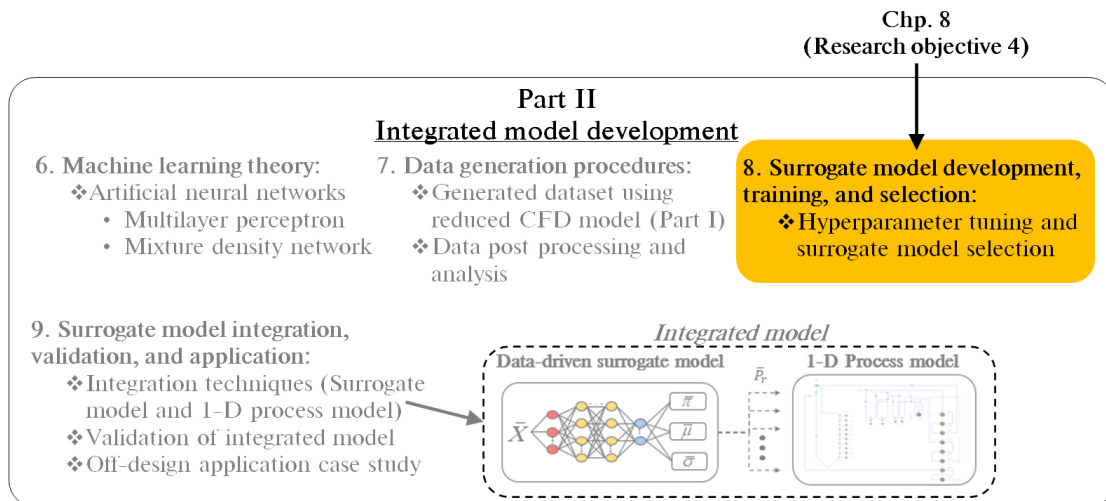 Chp. 8
(Research objective 4)
Part II
Integrated model development
6. Machine learning theory:
❖Artificial neural networks
• Multilayer perceptron
• Mixture density network
7. Data generation procedures:
❖Generated dataset using
reduced CFD model (Part I)
❖Data post processing and
analysis
8. Surrogate model development,
training, and selection:
❖Hyperparameter tuning and
surrogate model selection
9. Surrogate model integration,
validation, and application:
❖Integration techniques (Surrogate
model and 1-D process model)
❖Validation of integrated model
❖Off-design application case study
Integrated model
Data-driven surrogate model
X̄
π̄
μ̄
σ̄
P̄r
1-D Process model